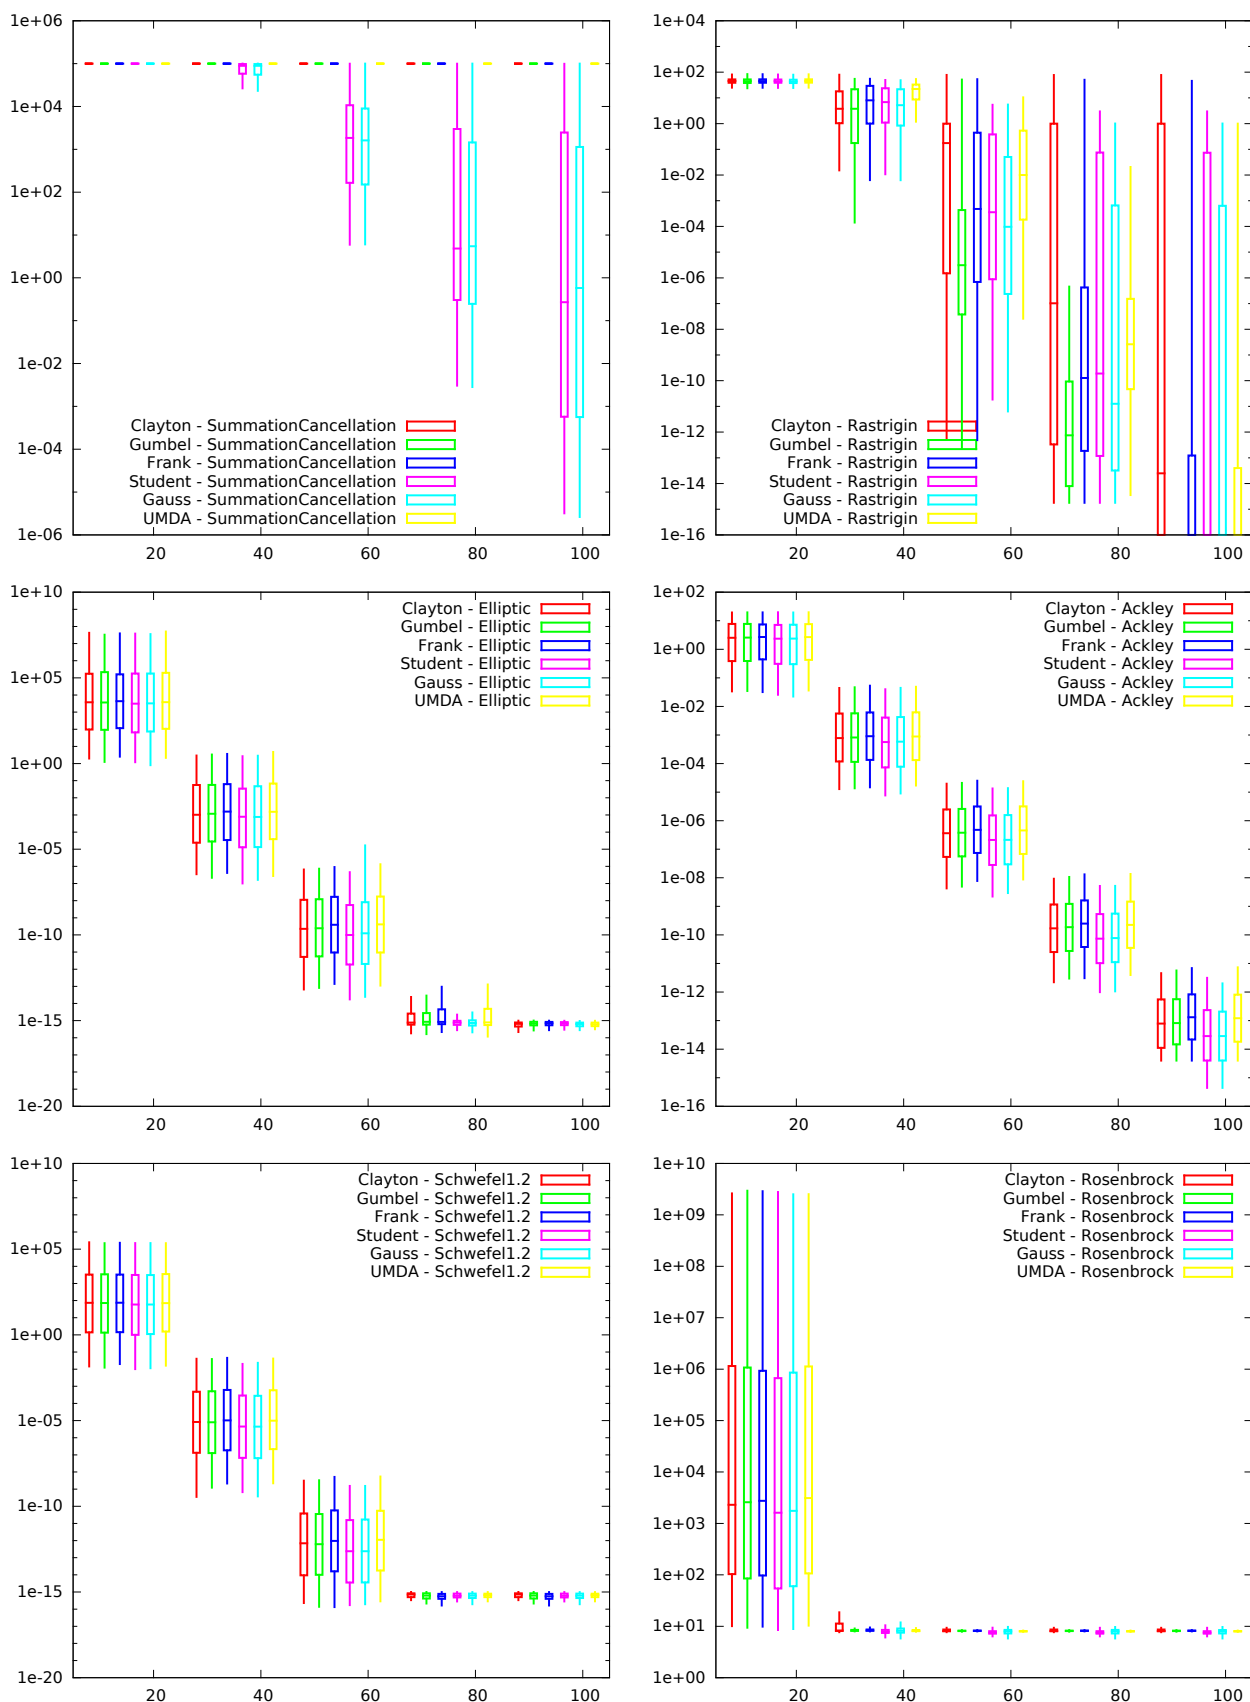 1e+06
1e+04
1e+02
1e+00
1e-02
1e-04
1e-06
Clayton - SummationCancellation
Gumbel - SummationCancellation
Frank - SummationCancellation
Student - SummationCancellation
Gauss - SummationCancellation
UMDA - SummationCancellation
20 40 60 80 100
1e+04
1e+02
1e+00
1e-02
1e-04
1e-06
1e-08
1e-10
1e-12
1e-14
1e-16
Clayton - Rastrigin
Gumbel - Rastrigin
Frank - Rastrigin
Student - Rastrigin
Gauss - Rastrigin
UMDA - Rastrigin
20 40 60 80 100
1e+10
1e+05
1e+00
1e-05
1e-10
1e-15
1e-20
Clayton - Elliptic
Gumbel - Elliptic
Frank - Elliptic
Student - Elliptic
Gauss - Elliptic
UMDA - Elliptic
20 40 60 80 100
1e+02
1e+00
1e-02
1e-04
1e-06
1e-08
1e-10
1e-12
1e-14
1e-16
Clayton - Ackley
Gumbel - Ackley
Frank - Ackley
Student - Ackley
Gauss - Ackley
UMDA - Ackley
20 40 60 80 100
1e+10
1e+05
1e+00
1e-05
1e-10
1e-15
1e-20
Clayton - Schwefel1.2
Gumbel - Schwefel1.2
Frank - Schwefel1.2
Student - Schwefel1.2
Gauss - Schwefel1.2
UMDA - Schwefel1.2
20 40 60 80 100
1e+10
1e+09
1e+08
1e+07
1e+06
1e+05
1e+04
1e+03
1e+02
1e+01
1e+00
Clayton - Rosenbrock
Gumbel - Rosenbrock
Frank - Rosenbrock
Student - Rosenbrock
Gauss - Rosenbrock
UMDA - Rosenbrock
20 40 60 80 100